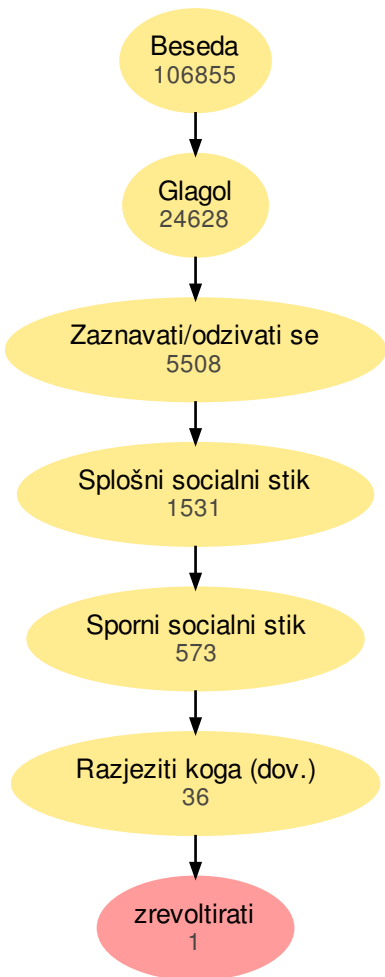 Beseda
106855
Glagol
24628
Zaznavati/odzivati se
5508
Splošni socialni stik
1531
Sporni socialni stik
573
Razjeziti koga (dov.)
36
zrevoltirati
1